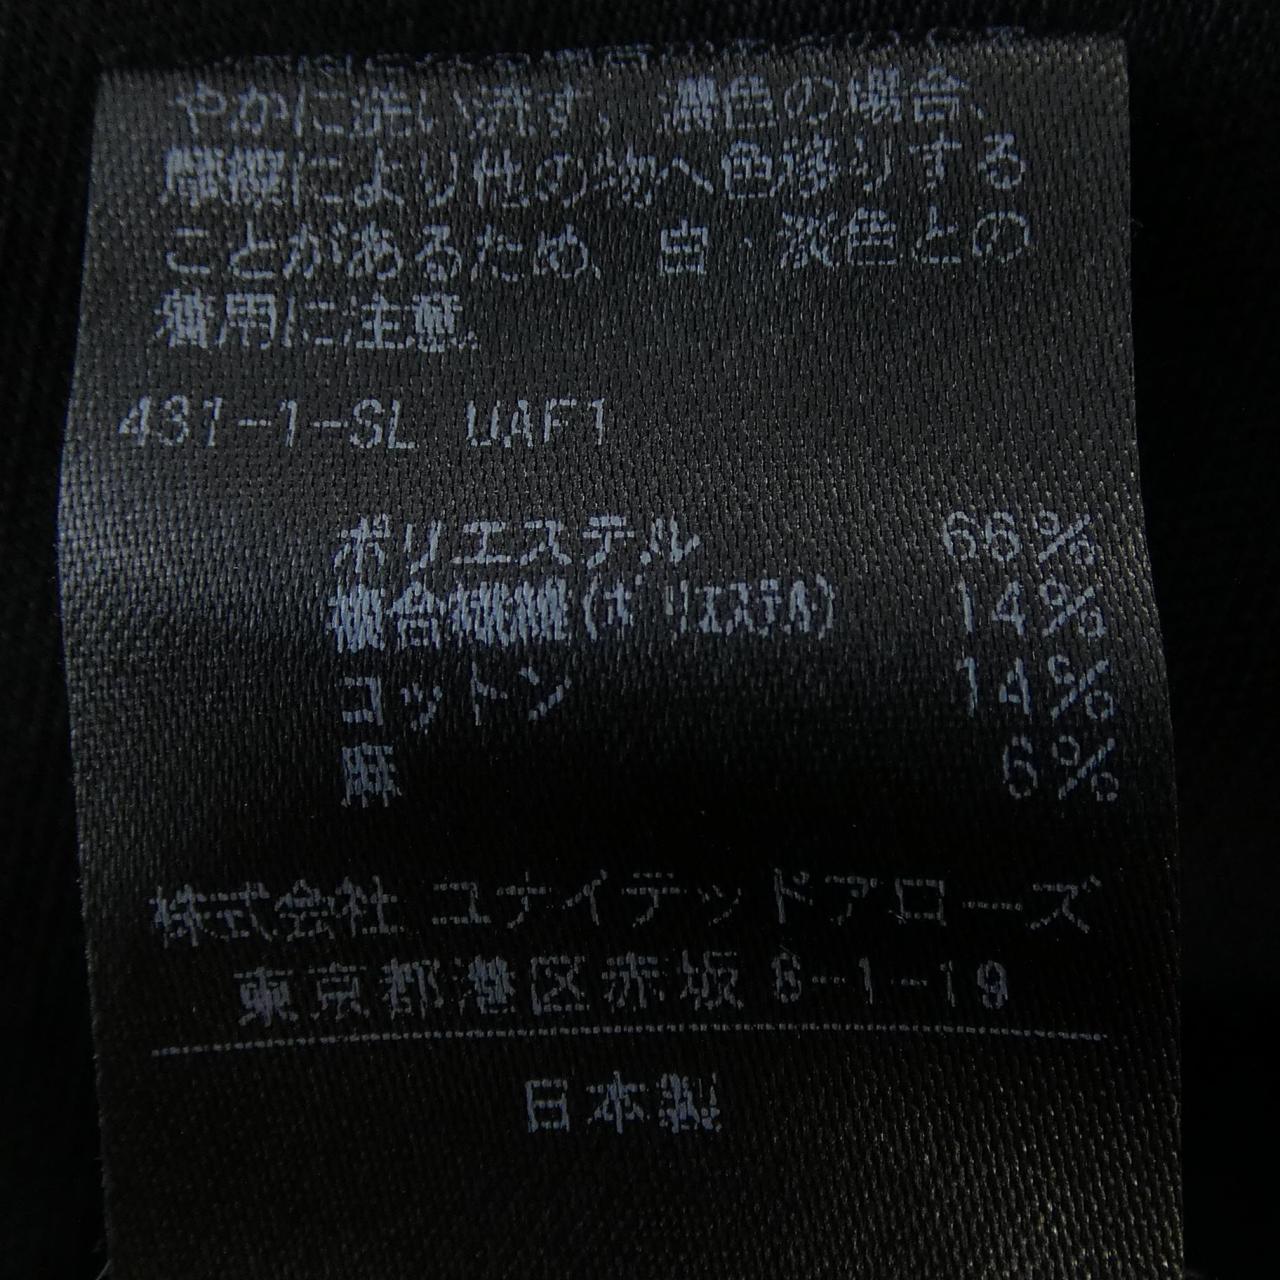 やかに洗い流す。濃色の場合、
摩擦により他の物へ色移りする
ことがあるため、白・淡色との
着用に注意。
431-1-SL UAF1
ポリエステル 66%
複合繊維(ポリエステル) 14%
コットン 14%
麻 6%
株式会社 ユナイテッドアローズ
東京都港区赤坂 8-1-19
日本製